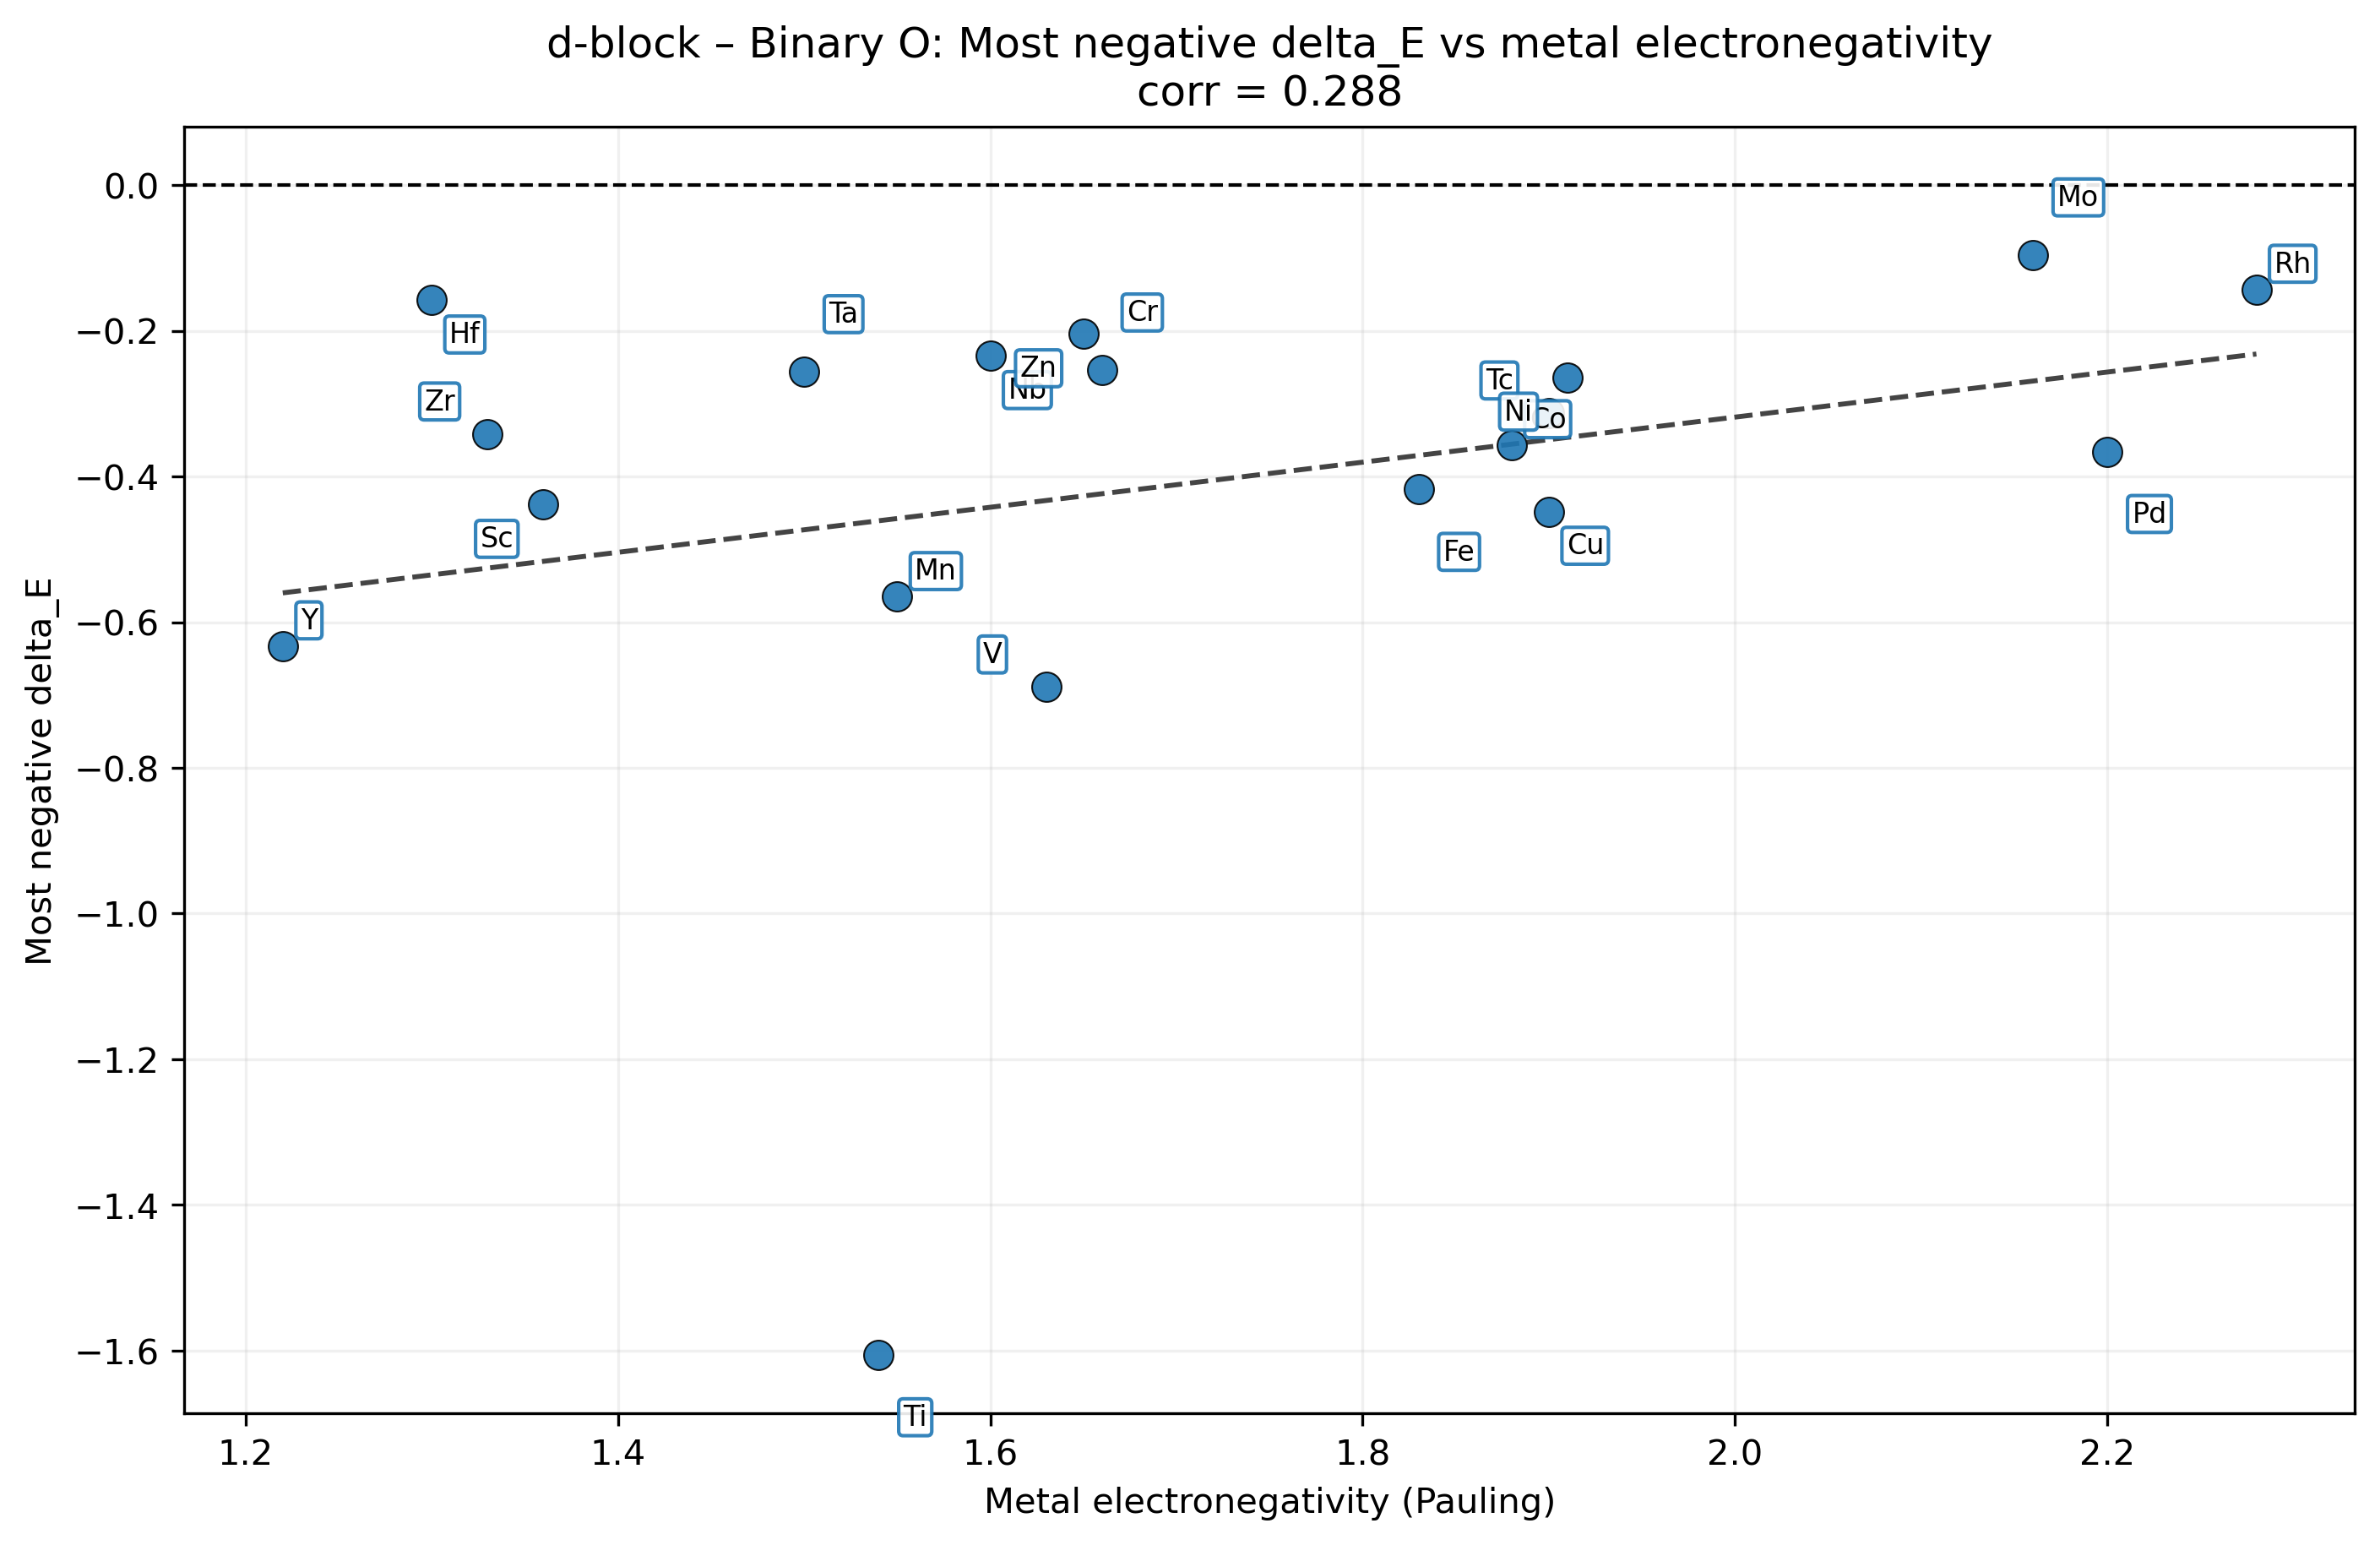 d-block – Binary O: Most negative delta_E vs metal electronegativity
corr = 0.288
Most negative delta_E
0.0
−0.2
−0.4
−0.6
−0.8
−1.0
−1.2
−1.4
−1.6
Mo
Rh
Hf
Ta
Cr
Zn
Nb
Zr
Tc
Ni
Co
Sc
Fe
Cu
Pd
Mn
Y
V
Ti
1.2
1.4
1.6
1.8
2.0
2.2
Metal electronegativity (Pauling)